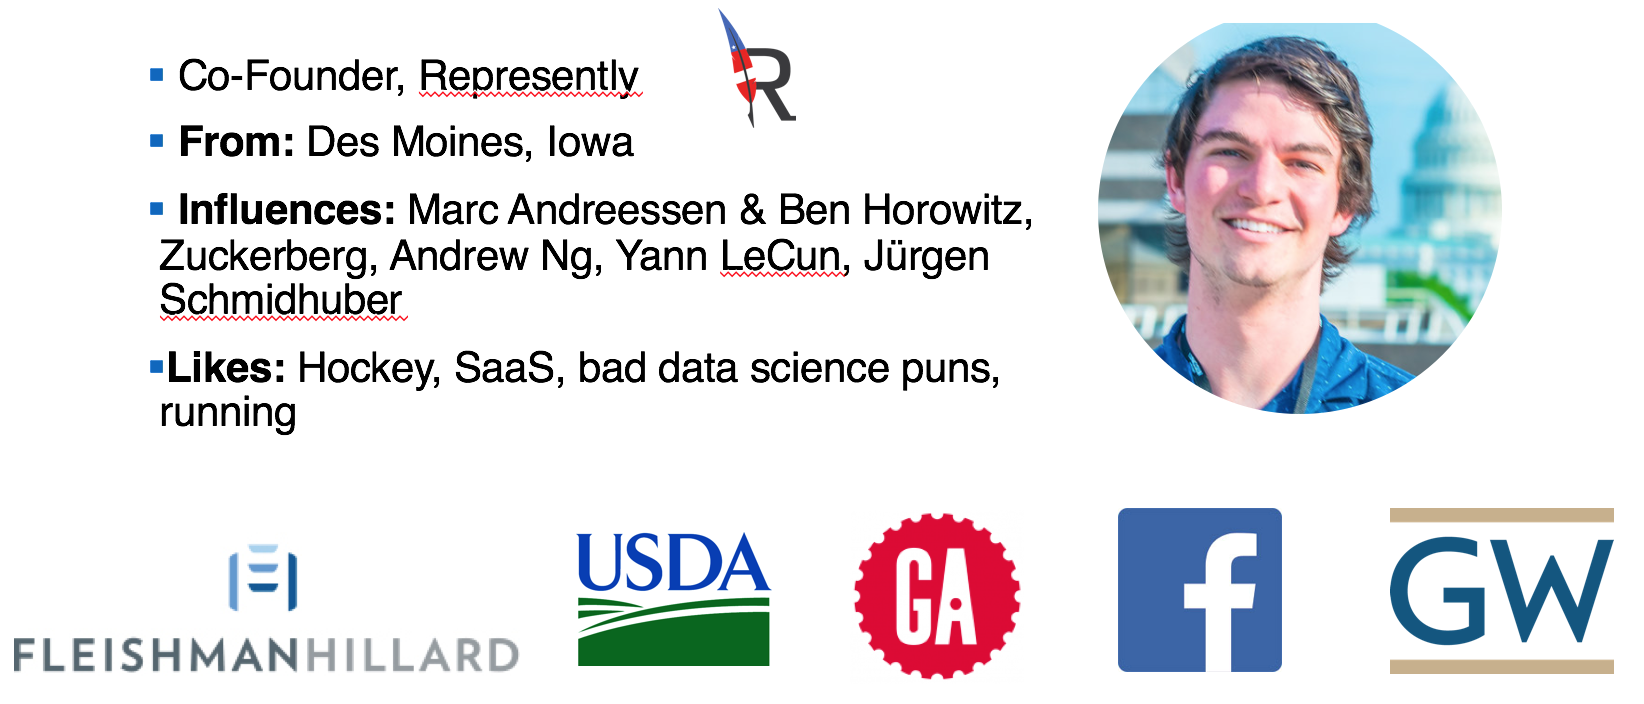 Co-Founder, Represently
R
From: Des Moines, Iowa
Influences: Marc Andreessen & Ben Horowitz,
Zuckerberg, Andrew Ng, Yann LeCun, Jürgen
Schmidhuber
Likes: Hockey, SaaS, bad data science puns,
running
FLEISHMANHILLARD
USDA
GA
f
GW